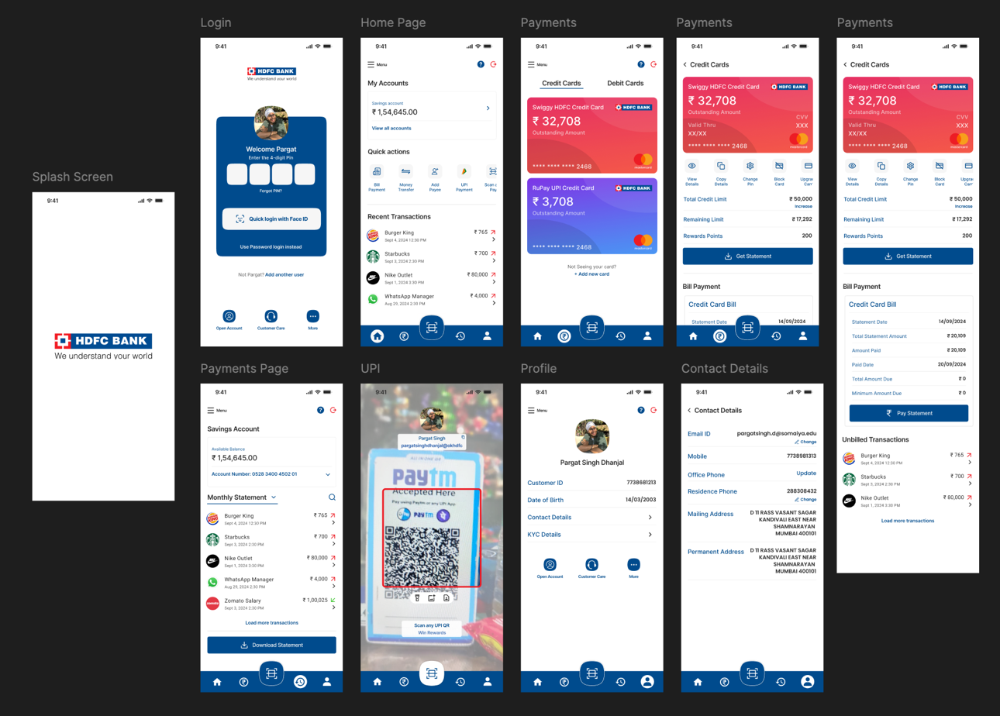 Splash Screen
9:41
HDFC BANK
We understand your world
Login
9:41
HDFC BANK
We understand your world
Welcome Pargat
Enter the 4-digit Pin
Forgot PIN?
Quick login with Face ID
Use Password login instead
Not Pargat? Add another user
Open Account
Customer Care
More
Home Page
9:41
Menu
?
My Accounts
Savings account
₹ 1,54,645.00
View all accounts
Quick actions
Bill Payment
Money Transfer
Add Payee
UPI Payment
Scan a Pay
Recent Transactions
Burger King ₹ 765
Sept 4, 2024 12:30 PM
Starbucks ₹ 700
Sept 3, 2024 2:30 PM
Nike Outlet ₹ 80,000
Sept 1, 2024 3:30 PM
WhatsApp Manager ₹ 4,000
Aug 29, 2024 2:30 PM
Payments
9:41
Menu
?
Credit Cards Debit Cards
Swiggy HDFC Credit Card HDFC BANK
₹ 32,708
Outstanding Amount
**** **** **** 2468
mastercard
RuPay UPI Credit Card HDFC BANK
₹ 3,708
Outstanding Amount
**** **** **** 2468
mastercard
Not Seeing your card?
+ Add new card
Payments
9:41
< Credit Cards
Swiggy HDFC Credit Card HDFC BANK
₹ 32,708
Outstanding Amount
CVV
Valid Thru XXX
XX/XX
**** **** **** 2468
mastercard
View Details
Copy Details
Change Pin
Block Card
Upgra Carr
Total Credit Limit ₹ 50,000
Increase
Remaining Limit ₹ 17,292
Rewards Points 200
Get Statement
Bill Payment
Credit Card Bill
Statement Date 14/09/2024
Payments
9:41
< Credit Cards
Swiggy HDFC Credit Card HDFC BANK
₹ 32,708
Outstanding Amount
CVV
Valid Thru XXX
XX/XX
**** **** **** 2468
mastercard
View Details
Copy Details
Change Pin
Block Card
Upgra Carr
Total Credit Limit ₹ 50,000
Increase
Remaining Limit ₹ 17,292
Rewards Points 200
Get Statement
Bill Payment
Credit Card Bill
Statement Date 14/09/2024
Total Statement Amount ₹ 20,109
Amount Paid ₹ 20,109
Paid Date 20/09/2024
Total Amount Due ₹ 0
Minimum Amount Due ₹ 0
₹ Pay Statement
Unbilled Transactions
Burger King ₹ 765
Sept 4, 2024 12:30 PM
Starbucks ₹ 700
Sept 3, 2024 2:30 PM
Nike Outlet ₹ 80,000
Sept 1, 2024 3:30 PM
Load more transactions
Payments Page
9:41
Menu
?
Savings Account
Available Balance
₹ 1,54,645.00
Account Number: 0528 3400 4502 01
Monthly Statement
Burger King ₹ 765
Sept 4, 2024 12:30 PM
Starbucks ₹ 700
Sept 3, 2024 2:30 PM
Nike Outlet ₹ 80,000
Sept 1, 2024 3:30 PM
WhatsApp Manager ₹ 4,000
Aug 29, 2024 2:30 PM
Zomato Salary ₹ 1,00,025
Sept 3, 2024 2:30 PM
Load more transactions
Download Statement
UPI
9:41
Pargat Singh
pargatsinghdhanjal@okhdfc
ALL IN ONE QR
paytm
Accepted Here
Pay using Paytm or any UPI App
paytm
Scan any UPI QR
Win Rewards
Profile
9:41
Menu
?
Pargat Singh Dhanjal
Customer ID 7738681213
Date of Birth 14/03/2003
Contact Details
KYC Details
Open Account
Customer Care
More
Contact Details
9:41
< Contact Details
Email ID pargatsingh.d@somaiya.edu
Change
Mobile 7738981313
Office Phone Update
Residence Phone 288308432
Change
Mailing Address D 11 RASS VASANT SAGAR
KANDIVALI EAST NEAR
SHAMNARAYAN
MUMBAI 400101
Permanent Address D 11 RASS VASANT SAGAR
KANDIVALI EAST NEAR
SHAMNARAYAN
MUMBAI 400101